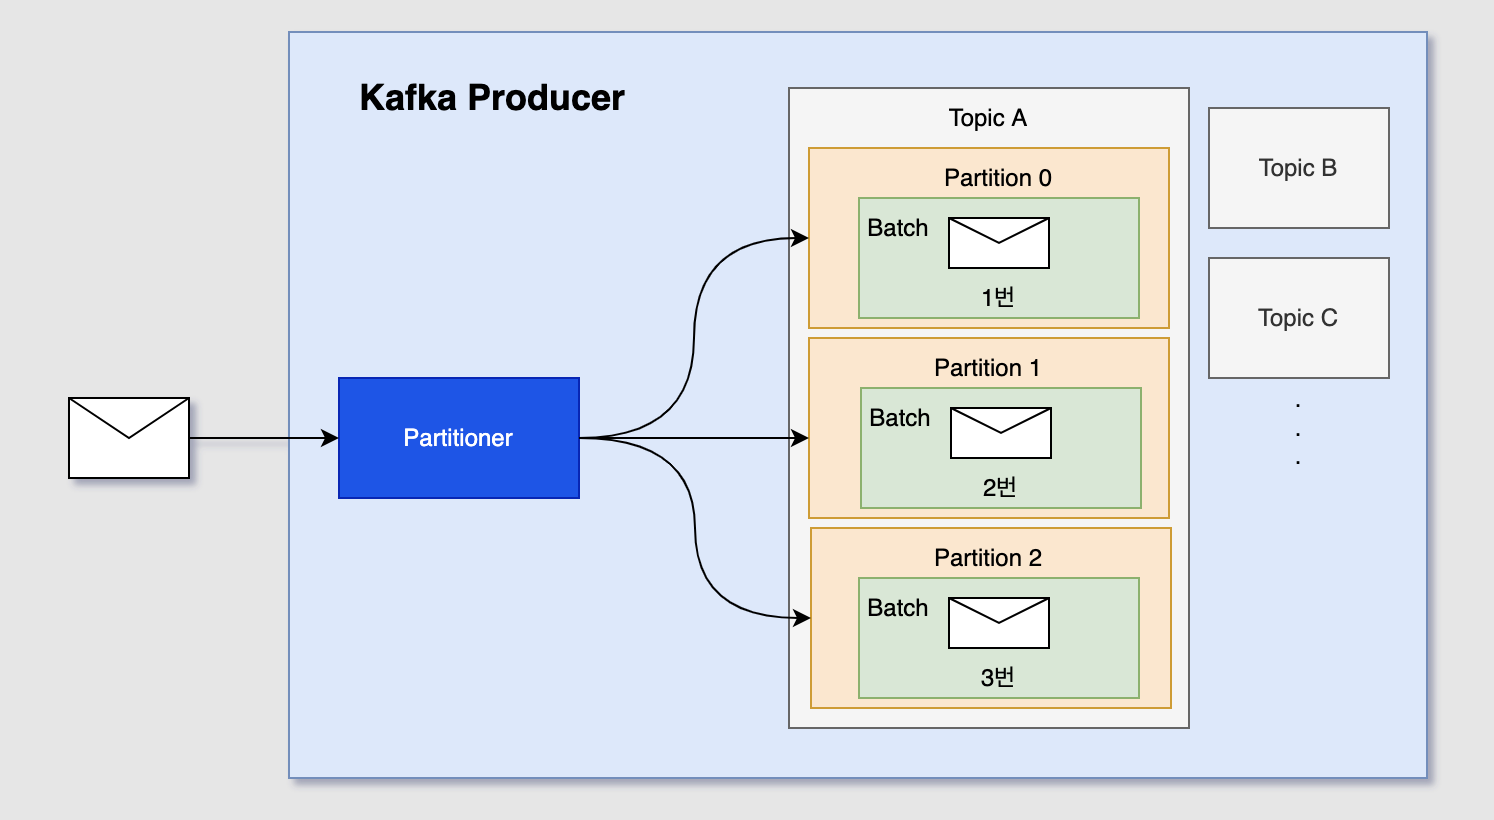 Kafka Producer
Partitioner
Topic A
Partition 0
Batch
1번
Partition 1
Batch
2번
Partition 2
Batch
3번
Topic B
Topic C
.
.
.